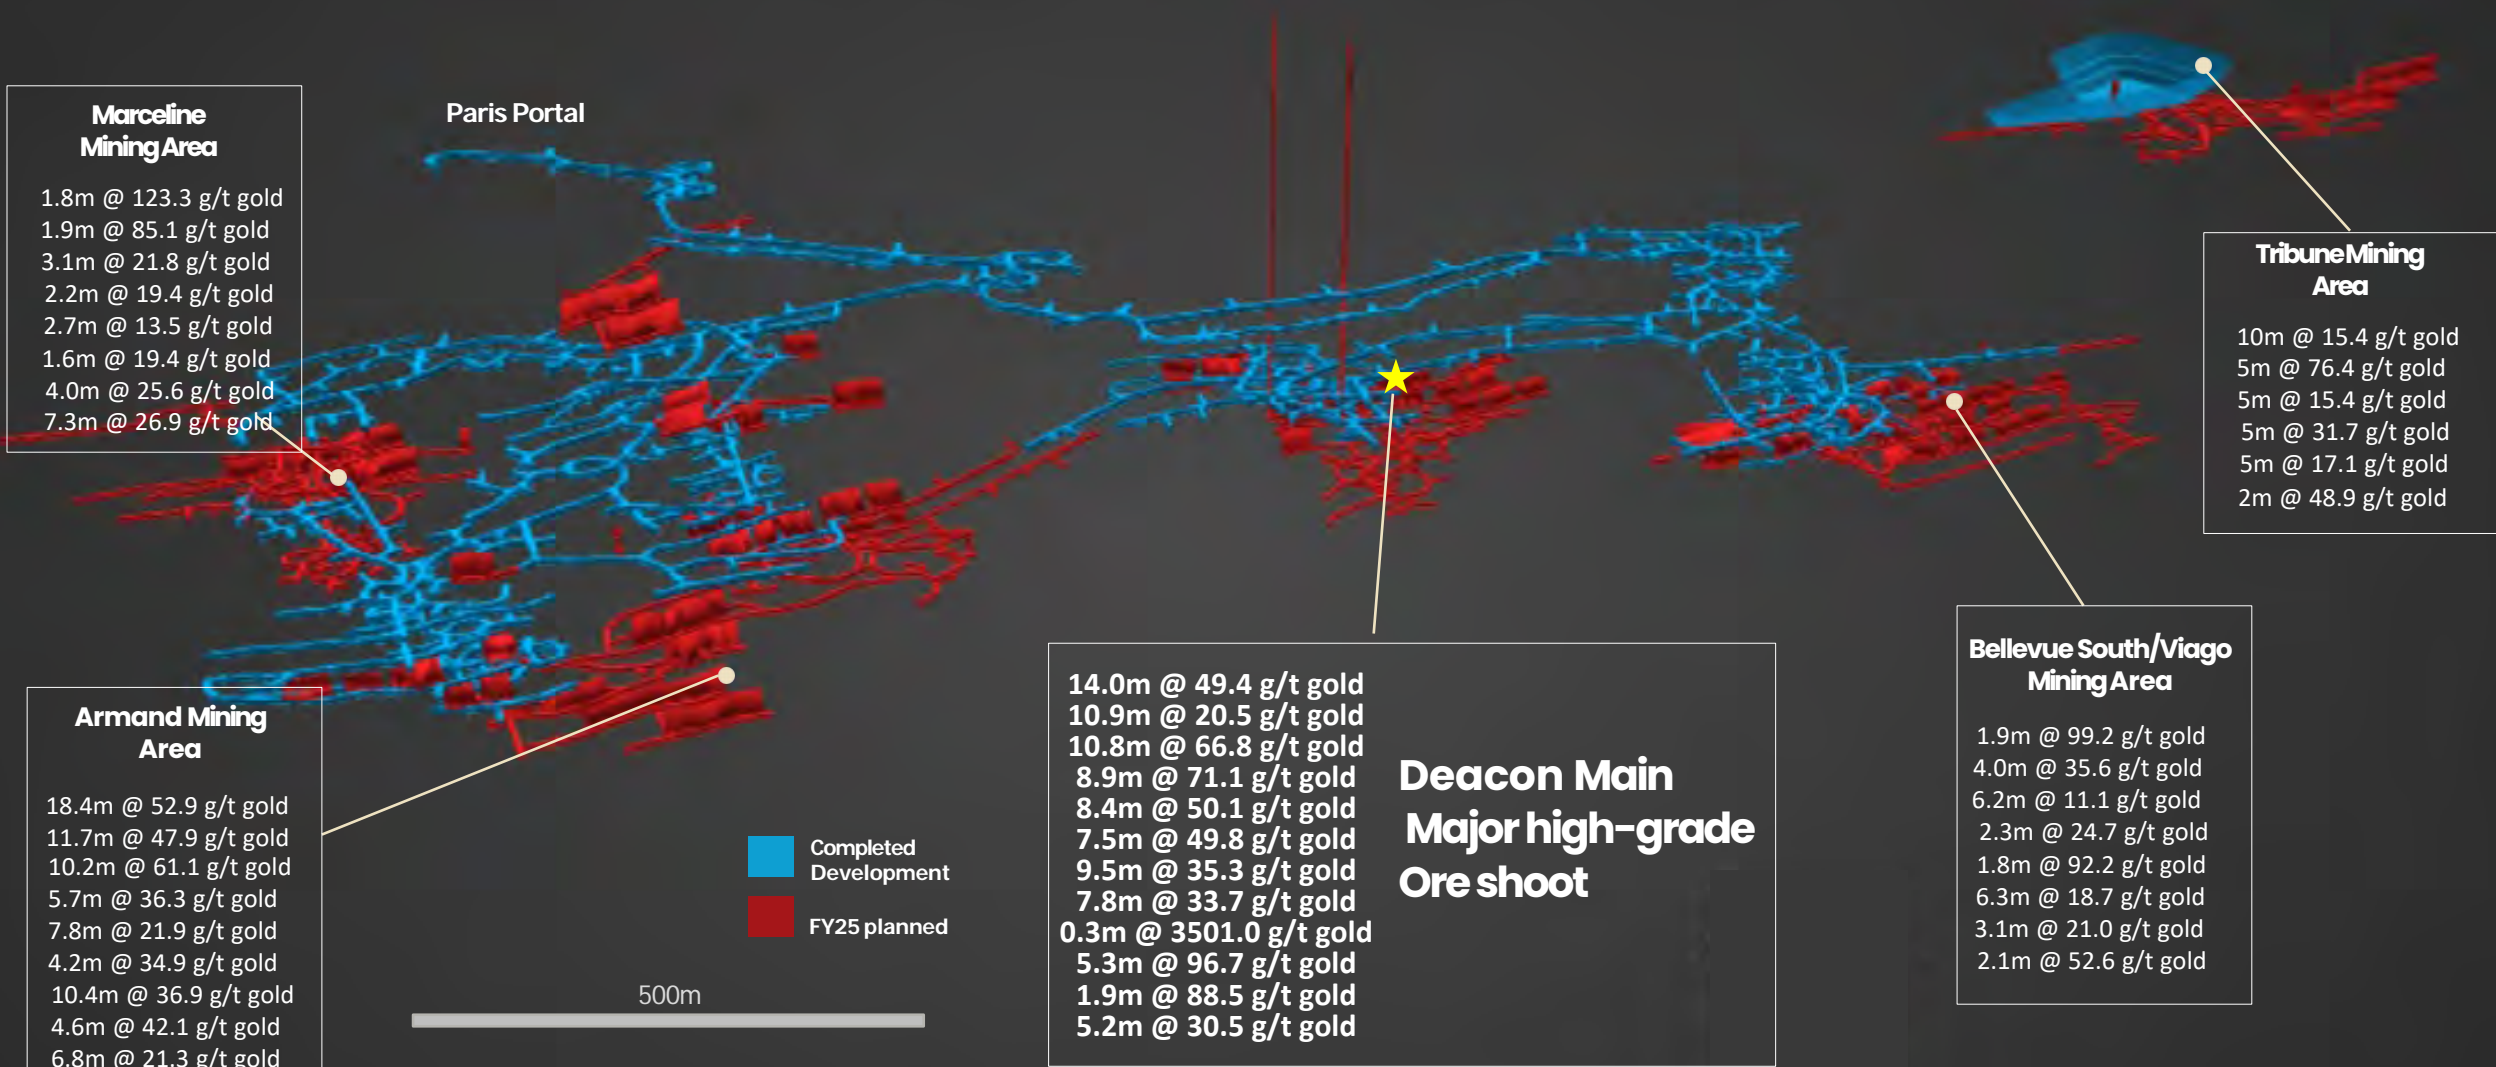 Marceline
Mining Area
1.8m @ 123.3 g/t gold
1.9m @ 85.1 g/t gold
3.1m @ 21.8 g/t gold
2.2m @ 19.4 g/t gold
2.7m @ 13.5 g/t gold
1.6m @ 19.4 g/t gold
4.0m @ 25.6 g/t gold
7.3m @ 26.9 g/t gold
Paris Portal
Tribune Mining
Area
10m @ 15.4 g/t gold
5m @ 76.4 g/t gold
5m @ 15.4 g/t gold
5m @ 31.7 g/t gold
5m @ 17.1 g/t gold
2m @ 48.9 g/t gold
Armand Mining
Area
18.4m @ 52.9 g/t gold
11.7m @ 47.9 g/t gold
10.2m @ 61.1 g/t gold
5.7m @ 36.3 g/t gold
7.8m @ 21.9 g/t gold
4.2m @ 34.9 g/t gold
10.4m @ 36.9 g/t gold
4.6m @ 42.1 g/t gold
6.8m @ 21.3 g/t gold
Completed
Development
FY25 planned
500m
14.0m @ 49.4 g/t gold
10.9m @ 20.5 g/t gold
10.8m @ 66.8 g/t gold
8.9m @ 71.1 g/t gold
8.4m @ 50.1 g/t gold
7.5m @ 49.8 g/t gold
9.5m @ 35.3 g/t gold
7.8m @ 33.7 g/t gold
0.3m @ 3501.0 g/t gold
5.3m @ 96.7 g/t gold
1.9m @ 88.5 g/t gold
5.2m @ 30.5 g/t gold
Deacon Main
Major high-grade
Ore shoot
Bellevue South/Viago
Mining Area
1.9m @ 99.2 g/t gold
4.0m @ 35.6 g/t gold
6.2m @ 11.1 g/t gold
2.3m @ 24.7 g/t gold
1.8m @ 92.2 g/t gold
6.3m @ 18.7 g/t gold
3.1m @ 21.0 g/t gold
2.1m @ 52.6 g/t gold